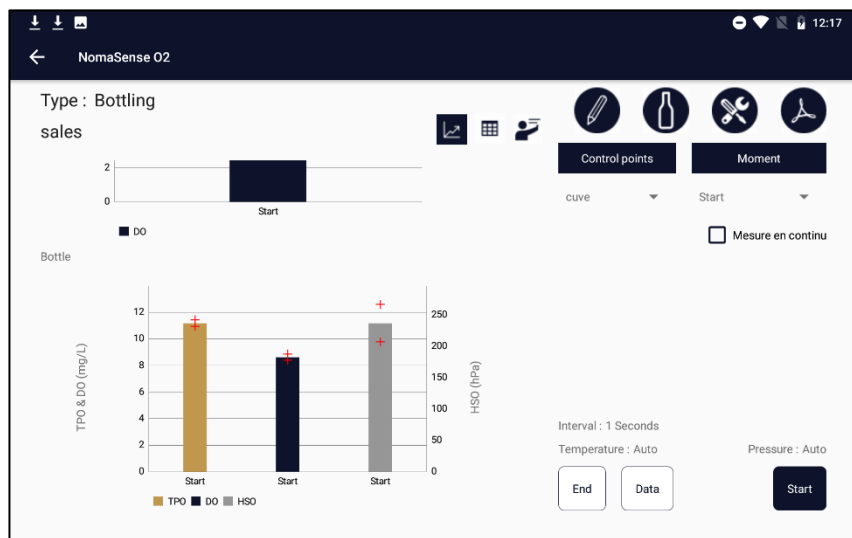 12:17
NomaSense O2
Type : Bottling
sales
Control points
Moment
cuve
Start
Mesure en continu
2
0
Start
DO
Bottle
12
10
8
6
4
2
0
TPO & DO (mg/L)
250
200
150
100
50
0
HSO (hPa)
Start
Start
Start
TPO DO HSO
Interval : 1 Seconds
Temperature : Auto
Pressure : Auto
End
Data
Start